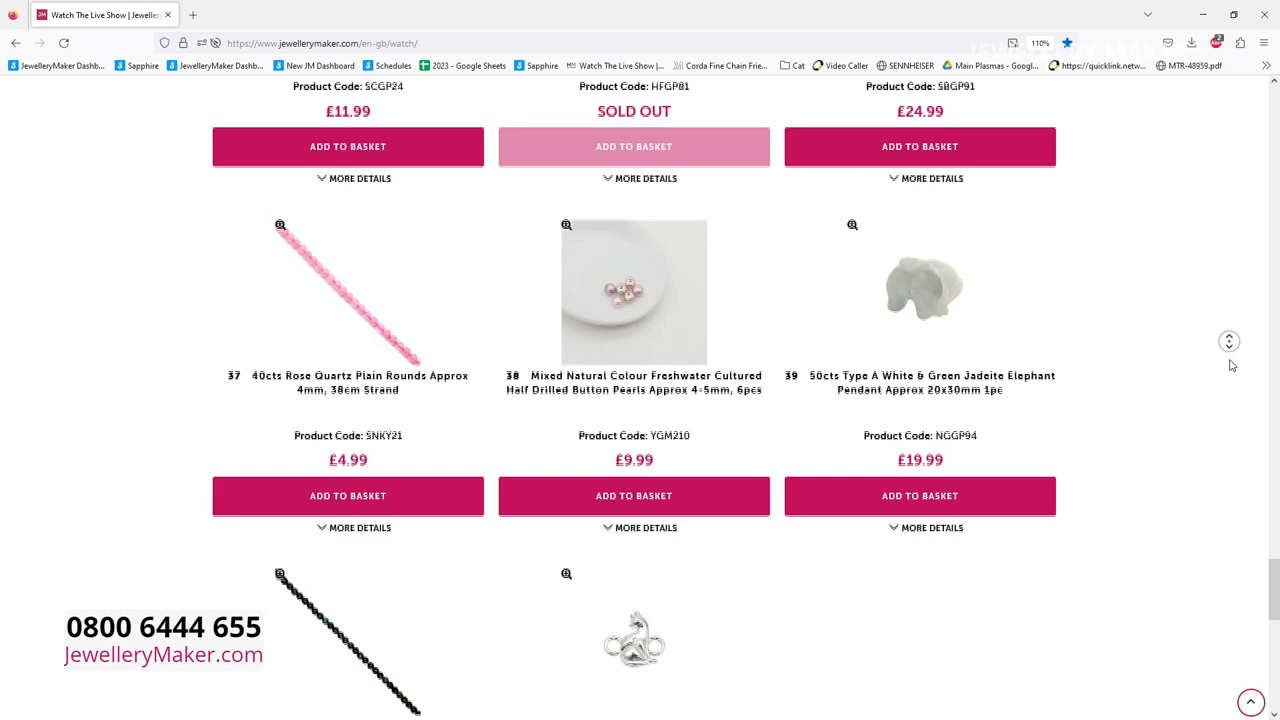 Watch The Live Show | Jeweller
https://www.jewellerymaker.com/en-gb/watch/
110%
2
JewelleryMaker Dashb...
Sapphire
JewelleryMaker Dashb...
New JM Dashboard
Schedules
2023 - Google Sheets
Sapphire
Watch The Live Show |...
Corda Fine Chain Frie...
Cat
Video Caller
SENNHEISER
Main Plasmas - Googl...
https://quicklink.netw...
MTR-48959.pdf
Product Code: SCGP24
Product Code: HFGP81
Product Code: SBGP91
£11.99
SOLD OUT
£24.99
ADD TO BASKET
ADD TO BASKET
ADD TO BASKET
MORE DETAILS
MORE DETAILS
MORE DETAILS
37 40cts Rose Quartz Plain Rounds Approx
4mm, 38cm Strand
38 Mixed Natural Colour Freshwater Cultured
Half Drilled Button Pearls Approx 4-5mm, 6pcs
39 50cts Type A White & Green Jadeite Elephant
Pendant Approx 20x30mm 1pc
Product Code: SNKY21
Product Code: YGM210
Product Code: NGGP94
£4.99
£9.99
£19.99
ADD TO BASKET
ADD TO BASKET
ADD TO BASKET
MORE DETAILS
MORE DETAILS
MORE DETAILS
0800 6444 655
JewelleryMaker.com